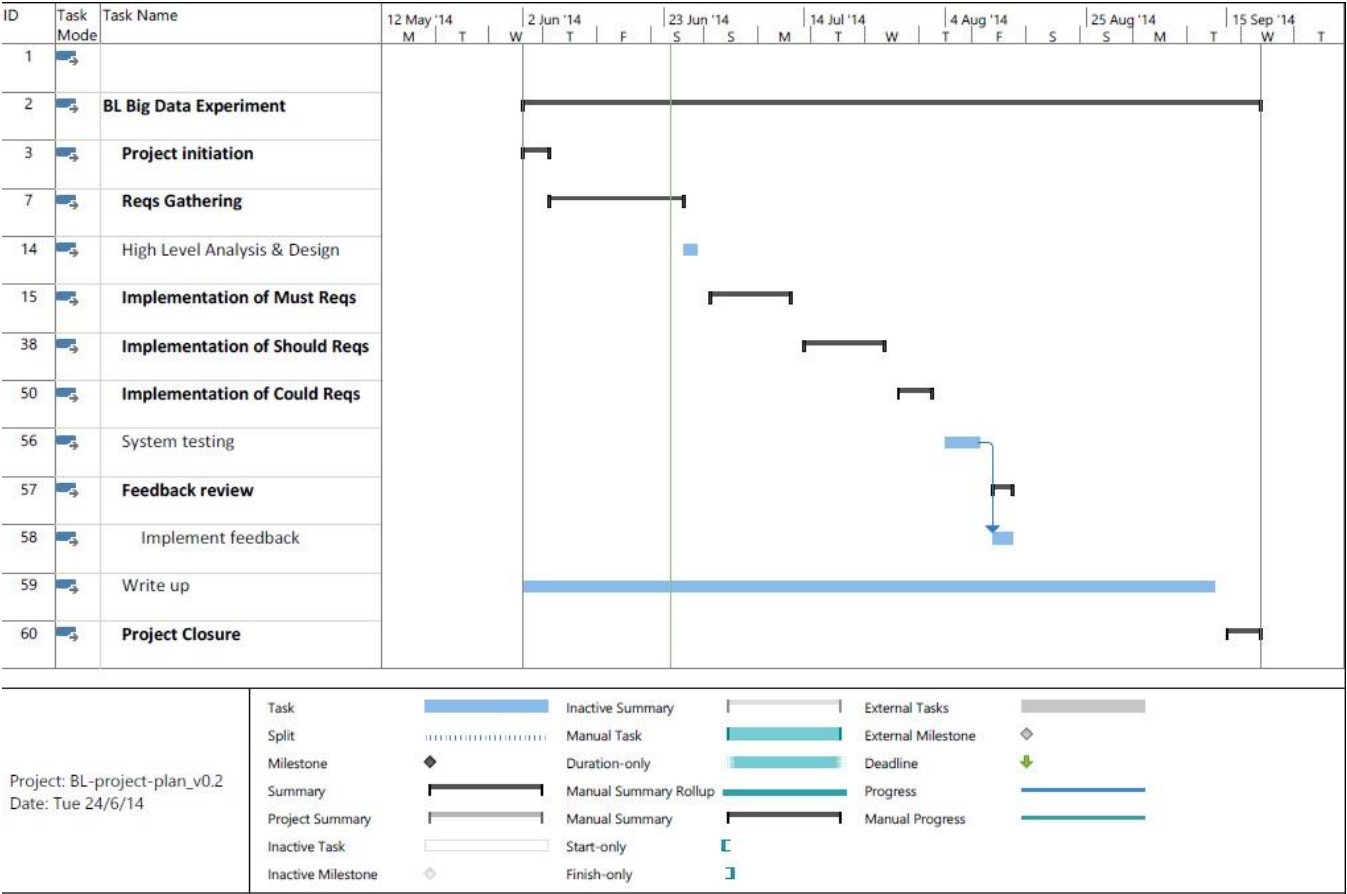 ID Task Mode Task Name 12 May '14 2 Jun '14 23 Jun '14 14 Jul '14 4 Aug '14 25 Aug '14 15 Sep '14
M T W T F S S M T W T F S S M T W T
1
2 BL Big Data Experiment
3 Project initiation
7 Reqs Gathering
14 High Level Analysis & Design
15 Implementation of Must Reqs
38 Implementation of Should Reqs
50 Implementation of Could Reqs
56 System testing
57 Feedback review
58 Implement feedback
59 Write up
60 Project Closure
Project: BL-project-plan_v0.2
Date: Tue 24/6/14
Task
Split
Milestone
Summary
Project Summary
Inactive Task
Inactive Milestone
Inactive Summary
Manual Task
Duration-only
Manual Summary Rollup
Manual Summary
Start-only
Finish-only
External Tasks
External Milestone
Deadline
Progress
Manual Progress